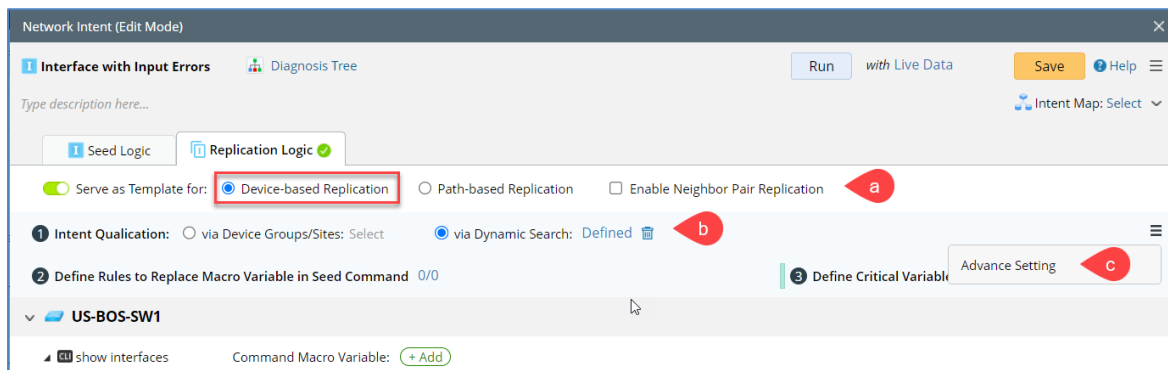 Network Intent (Edit Mode)
Interface with Input Errors Diagnosis Tree Run with Live Data Save Help
Type description here... Intent Map: Select
Seed Logic Replication Logic
Serve as Template for: Device-based Replication Path-based Replication Enable Neighbor Pair Replication a
1 Intent Qualication: via Device Groups/Sites: Select via Dynamic Search: Defined b
Advance Setting c
2 Define Rules to Replace Macro Variable in Seed Command 0/0 3 Define Critical Variable
US-BOS-SW1
CLI show interfaces Command Macro Variable: + Add